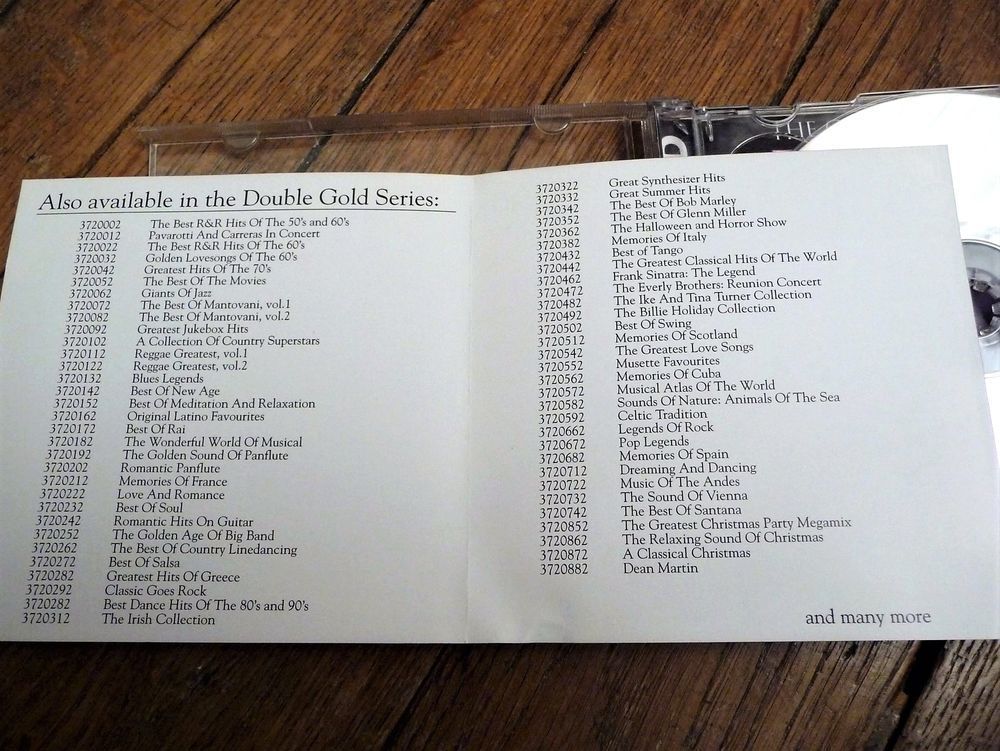 Also available in the Double Gold Series:
3720002 The Best R&R Hits Of The 50's and 60's
3720012 Pavarotti And Carreras In Concert
3720022 The Best R&R Hits Of The 60's
3720032 Golden Lovesongs Of The 60's
3720042 Greatest Hits Of The 70's
3720052 The Best Of The Movies
3720062 Giants Of Jazz
3720072 The Best Of Mantovani, vol.1
3720082 The Best Of Mantovani, vol.2
3720092 Greatest Jukebox Hits
3720102 A Collection Of Country Superstars
3720112 Reggae Greatest, vol.1
3720122 Reggae Greatest, vol.2
3720132 Blues Legends
3720142 Best Of New Age
3720152 Best Of Meditation And Relaxation
3720162 Original Latino Favourites
3720172 Best Of Rai
3720182 The Wonderful World Of Musical
3720192 The Golden Sound Of Panflute
3720202 Romantic Panflute
3720212 Memories Of France
3720222 Love And Romance
3720232 Best Of Soul
3720242 Romantic Hits On Guitar
3720252 The Golden Age Of Big Band
3720262 The Best Of Country Linedancing
3720272 Best Of Salsa
3720282 Greatest Hits Of Greece
3720292 Classic Goes Rock
3720282 Best Dance Hits Of The 80's and 90's
3720312 The Irish Collection
3720322 Great Synthesizer Hits
3720332 Great Summer Hits
3720342 The Best Of Bob Marley
3720352 The Best Of Glenn Miller
3720362 The Halloween and Horror Show
3720382 Memories Of Italy
3720432 Best of Tango
3720442 The Greatest Classical Hits Of The World
3720462 Frank Sinatra: The Legend
3720472 The Everly Brothers: Reunion Concert
3720482 The Ike And Tina Turner Collection
3720492 The Billie Holiday Collection
3720502 Best Of Swing
3720512 Memories Of Scotland
3720542 The Greatest Love Songs
3720552 Musette Favourites
3720562 Memories Of Cuba
3720572 Musical Atlas Of The World
3720582 Sounds Of Nature: Animals Of The Sea
3720592 Celtic Tradition
3720662 Legends Of Rock
3720672 Pop Legends
3720682 Memories Of Spain
3720712 Dreaming And Dancing
3720722 Music Of The Andes
3720732 The Sound Of Vienna
3720742 The Best Of Santana
3720852 The Greatest Christmas Party Megamix
3720862 The Relaxing Sound Of Christmas
3720872 A Classical Christmas
3720882 Dean Martin
and many more